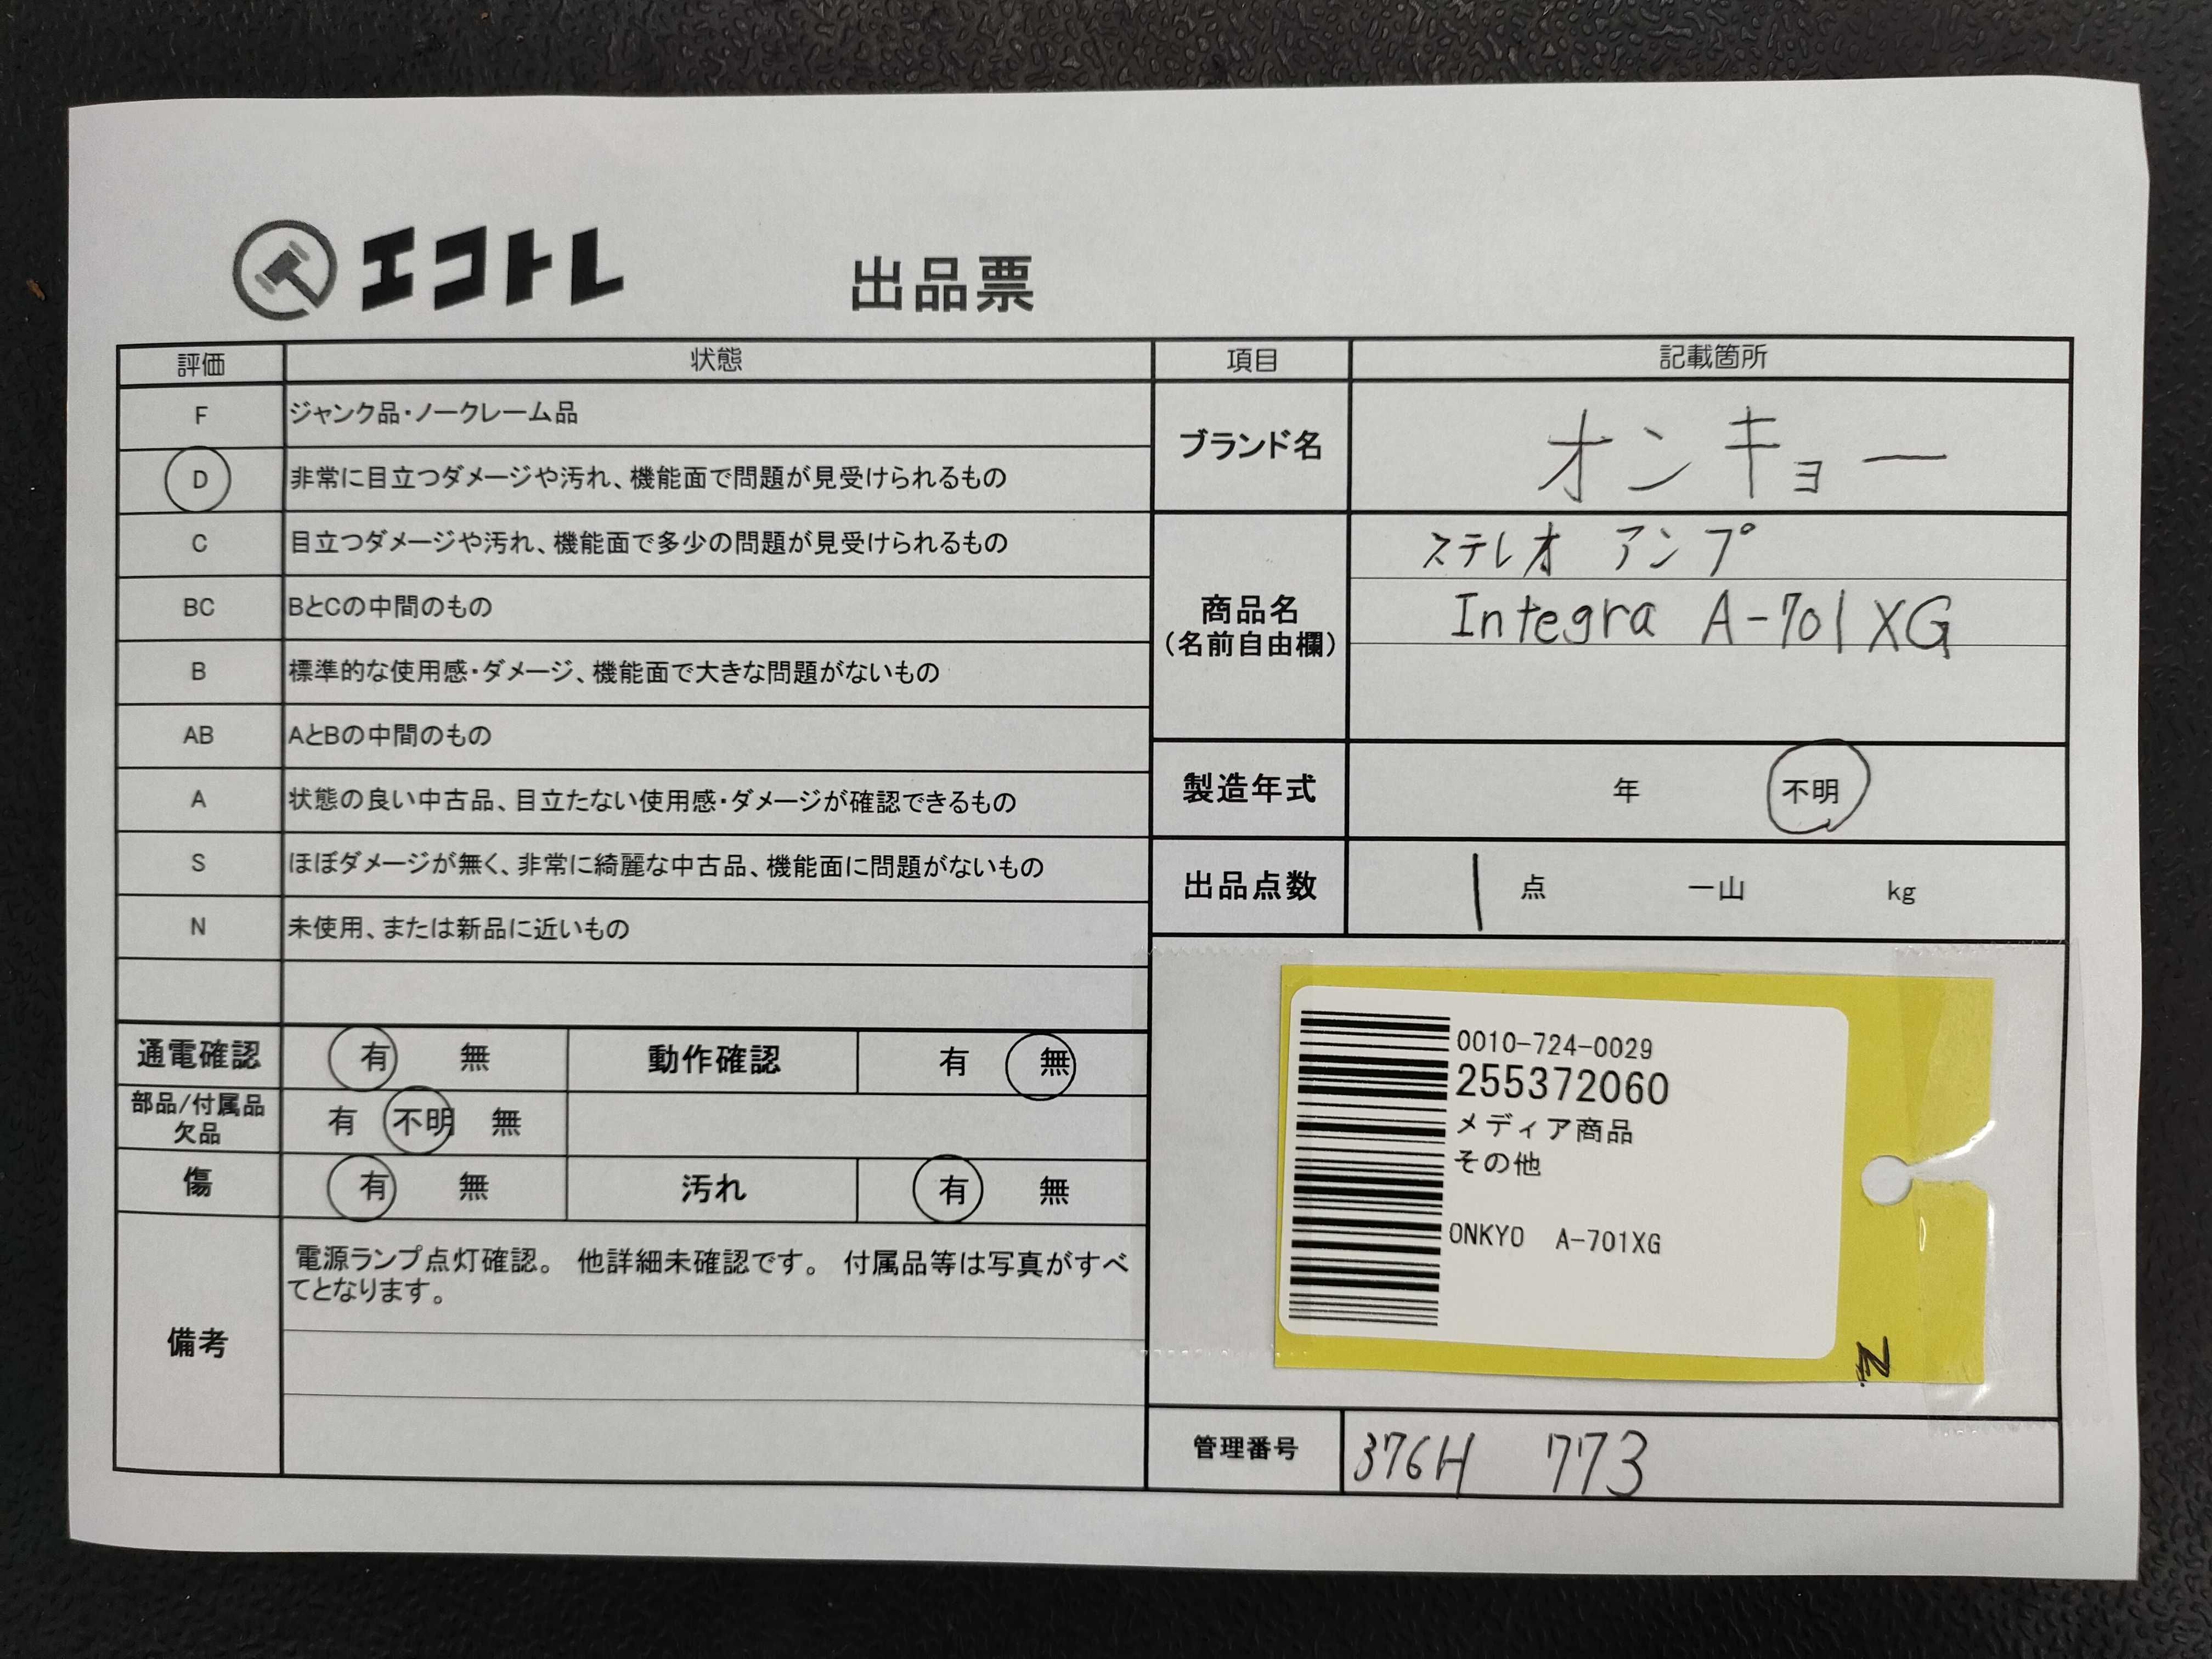 エコトレ
出品票
評価 状態
F ジャンク品・ノークレーム品
D 非常に目立つダメージや汚れ、機能面で問題が見受けられるもの
C 目立つダメージや汚れ、機能面で多少の問題が見受けられるもの
BC BとCの中間のもの
B 標準的な使用感・ダメージ、機能面で大きな問題がないもの
AB AとBの中間のもの
A 状態の良い中古品、目立たない使用感・ダメージが確認できるもの
S ほぼダメージが無く、非常に綺麗な中古品、機能面に問題がないもの
N 未使用、または新品に近いもの
通電確認 有 無 動作確認 有 無
部品/付属品
欠品
有 不明 無
傷 有 無 汚れ 有 無
備考
電源ランプ点灯確認。 他詳細未確認です。 付属品等は写真がすべ
てとなります。
項目 記載箇所
ブランド名 オンキョー
商品名
(名前自由欄)
ステレオ アンプ
Integra A-701XG
製造年式 年 不明
出品点数 1 点 一山 kg
0010-724-0029
255372060
メディア商品
その他
ONKYO A-701XG
管理番号 376H 773